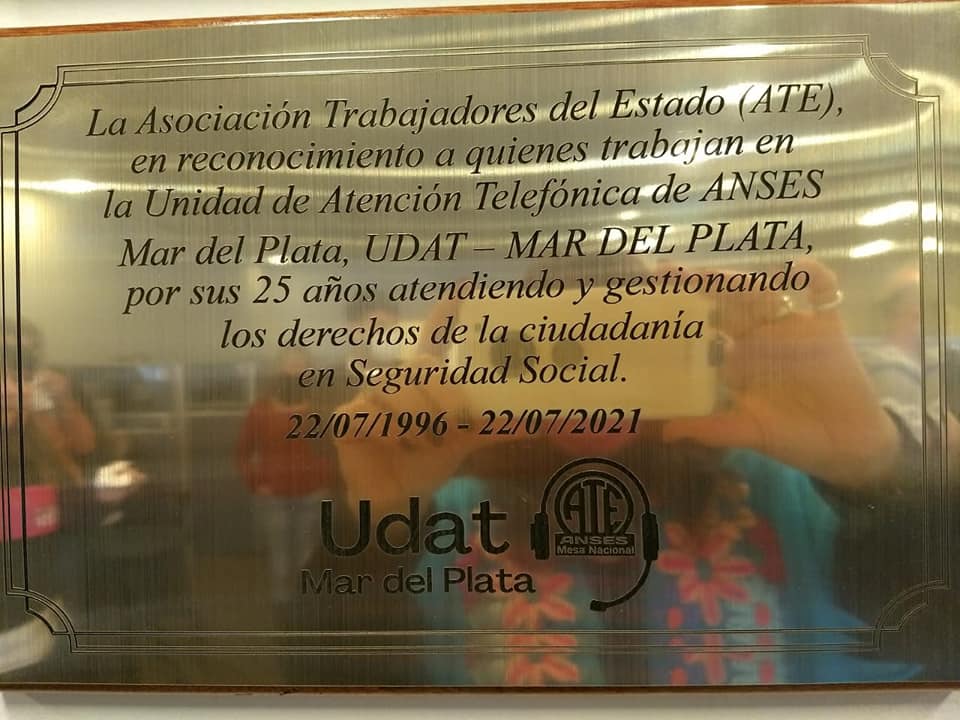 La Asociación Trabajadores del Estado (ATE),
en reconocimiento a quienes trabajan en
la Unidad de Atención Telefónica de ANSES
Mar del Plata, UDAT – MAR DEL PLATA,
por sus 25 años atendiendo y gestionando
los derechos de la ciudadanía
en Seguridad Social.
22/07/1996 - 22/07/2021
Udat
Mar del Plata
ATE
ANSES
Mesa Nacional